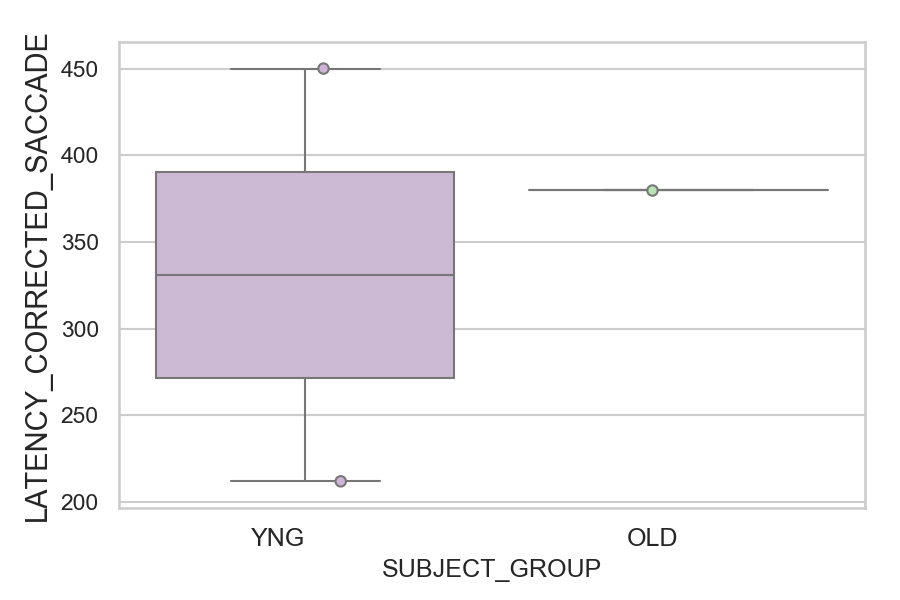 LATENCY_CORRECTED_SACCADE
450
400
350
300
250
200
YNG
OLD
SUBJECT_GROUP